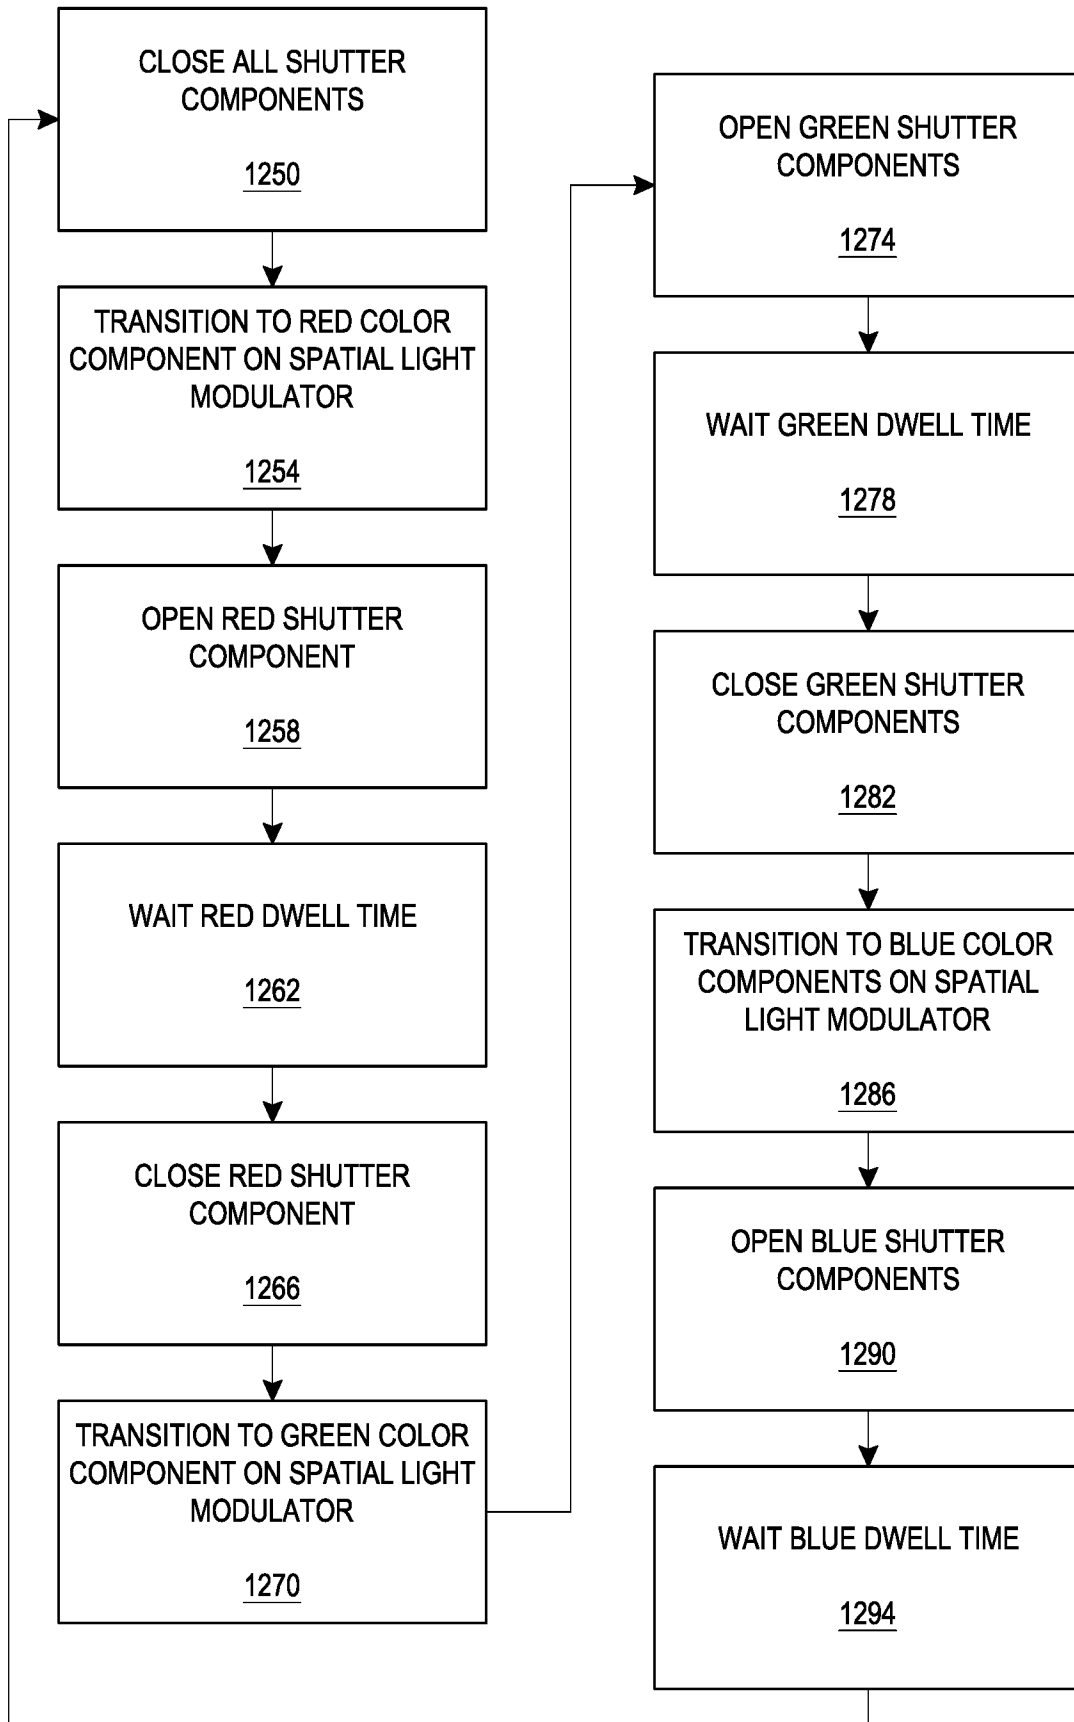 CLOSE ALL SHUTTER
COMPONENTS
1250
TRANSITION TO RED COLOR
COMPONENT ON SPATIAL LIGHT
MODULATOR
1254
OPEN RED SHUTTER
COMPONENT
1258
WAIT RED DWELL TIME
1262
CLOSE RED SHUTTER
COMPONENT
1266
TRANSITION TO GREEN COLOR
COMPONENT ON SPATIAL LIGHT
MODULATOR
1270
OPEN GREEN SHUTTER
COMPONENTS
1274
WAIT GREEN DWELL TIME
1278
CLOSE GREEN SHUTTER
COMPONENTS
1282
TRANSITION TO BLUE COLOR
COMPONENTS ON SPATIAL
LIGHT MODULATOR
1286
OPEN BLUE SHUTTER
COMPONENTS
1290
WAIT BLUE DWELL TIME
1294